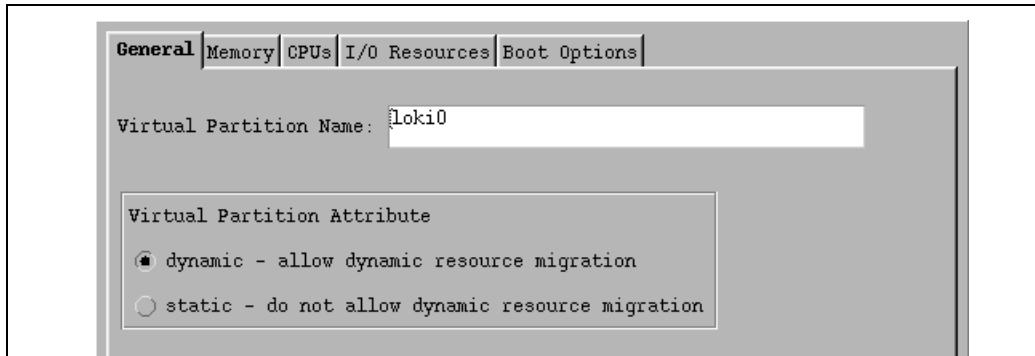 General Memory CPUs I/O Resources Boot Options
Virtual Partition Name: loki0
Virtual Partition Attribute
dynamic - allow dynamic resource migration
static - do not allow dynamic resource migration